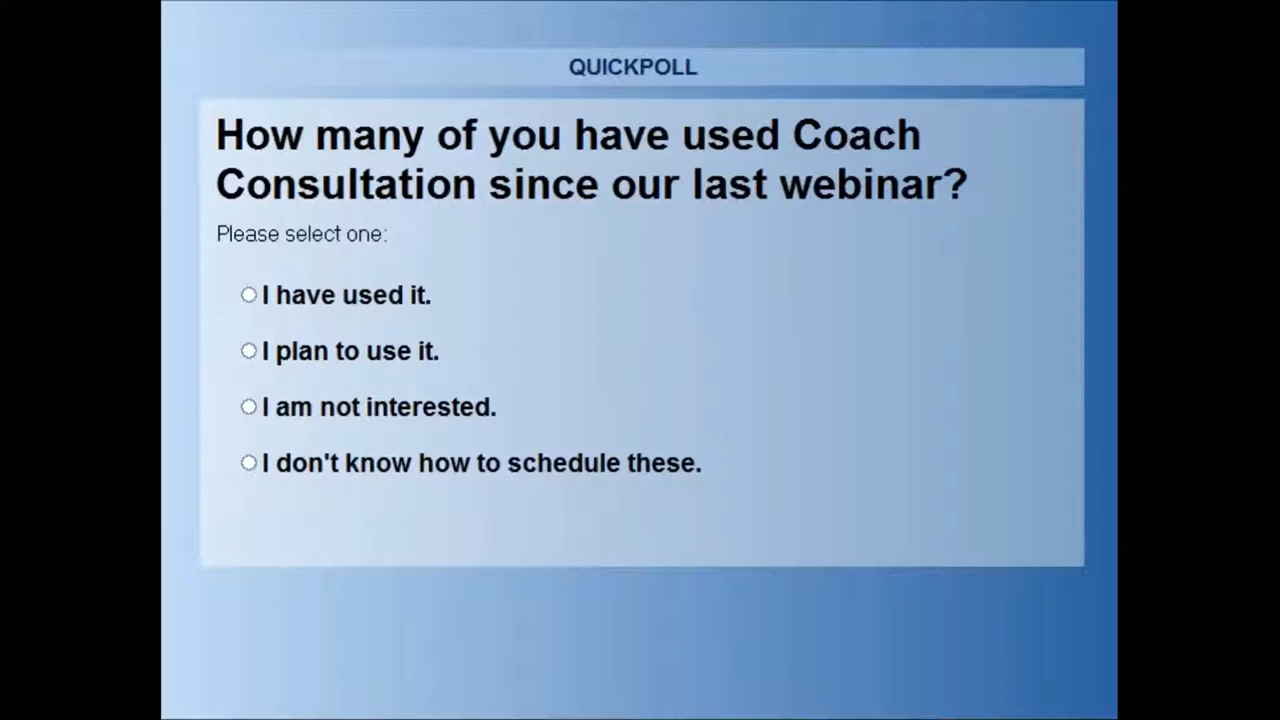 QUICKPOLL
How many of you have used Coach
Consultation since our last webinar?
Please select one:
I have used it.
I plan to use it.
I am not interested.
I don't know how to schedule these.